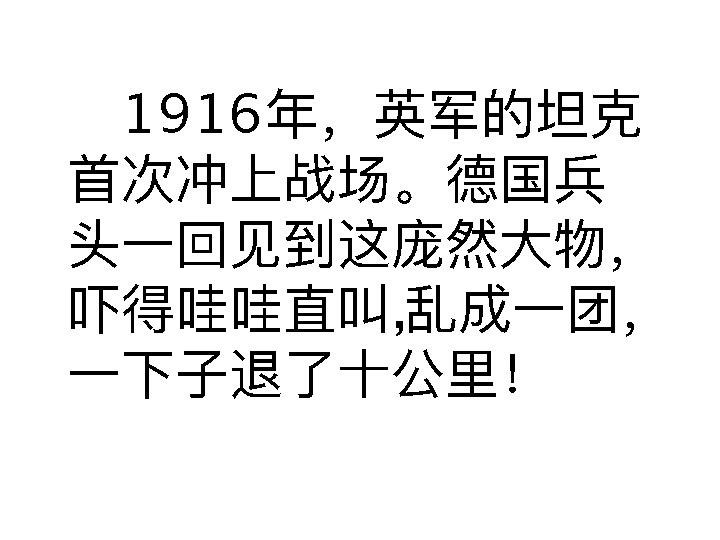 1916年，英军的坦克
首次冲上战场。德国兵
头一回见到这庞然大物，
吓得哇哇直叫,乱成一团，
一下子退了十公里！